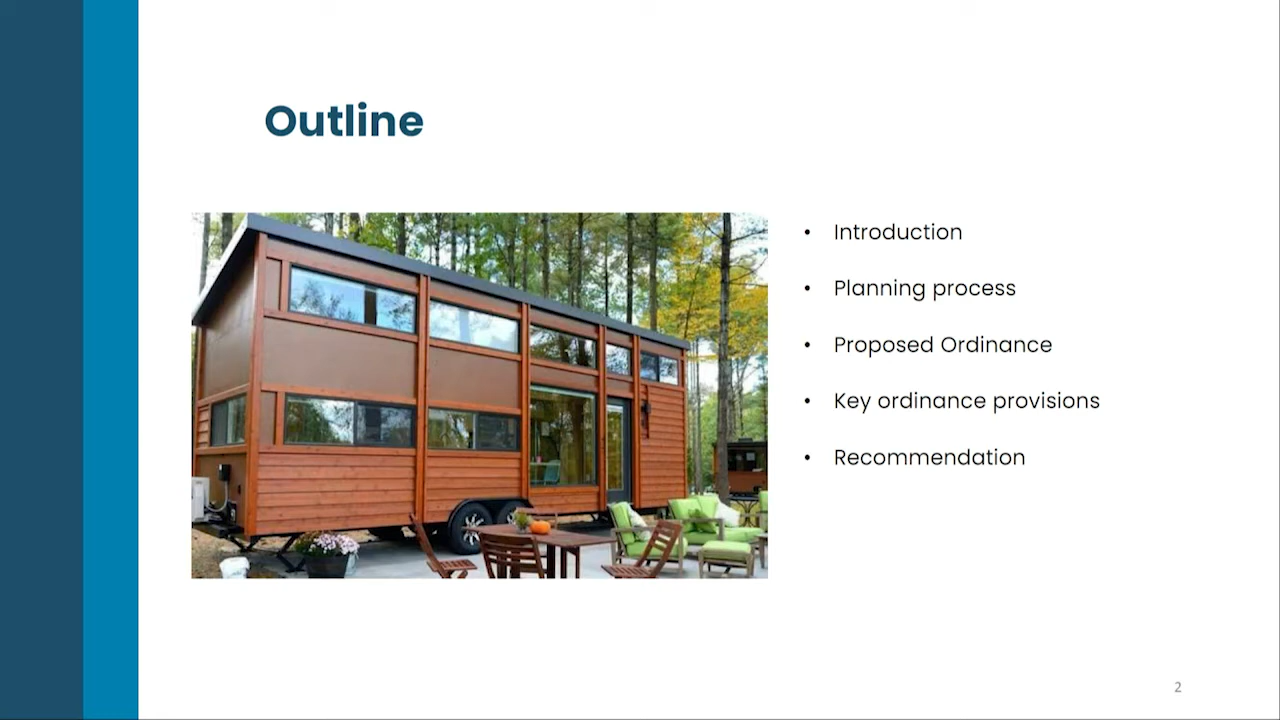 Outline
• Introduction
• Planning process
• Proposed Ordinance
• Key ordinance provisions
• Recommendation
2